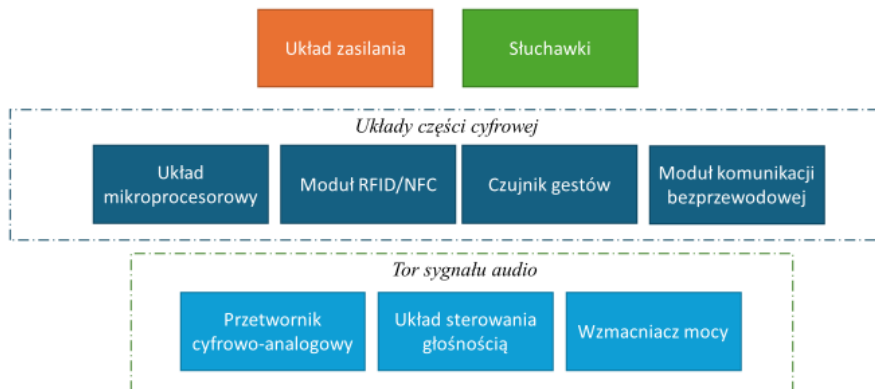 Układ zasilania
Słuchawki
Układy części cyfrowej
Układ
mikroprocesorowy
Moduł RFID/NFC
Czujnik gestów
Moduł komunikacji
bezprzewodowej
Tor sygnału audio
Przetwornik
cyfrowo-analogowy
Układ sterowania
głośnością
Wzmacniacz mocy